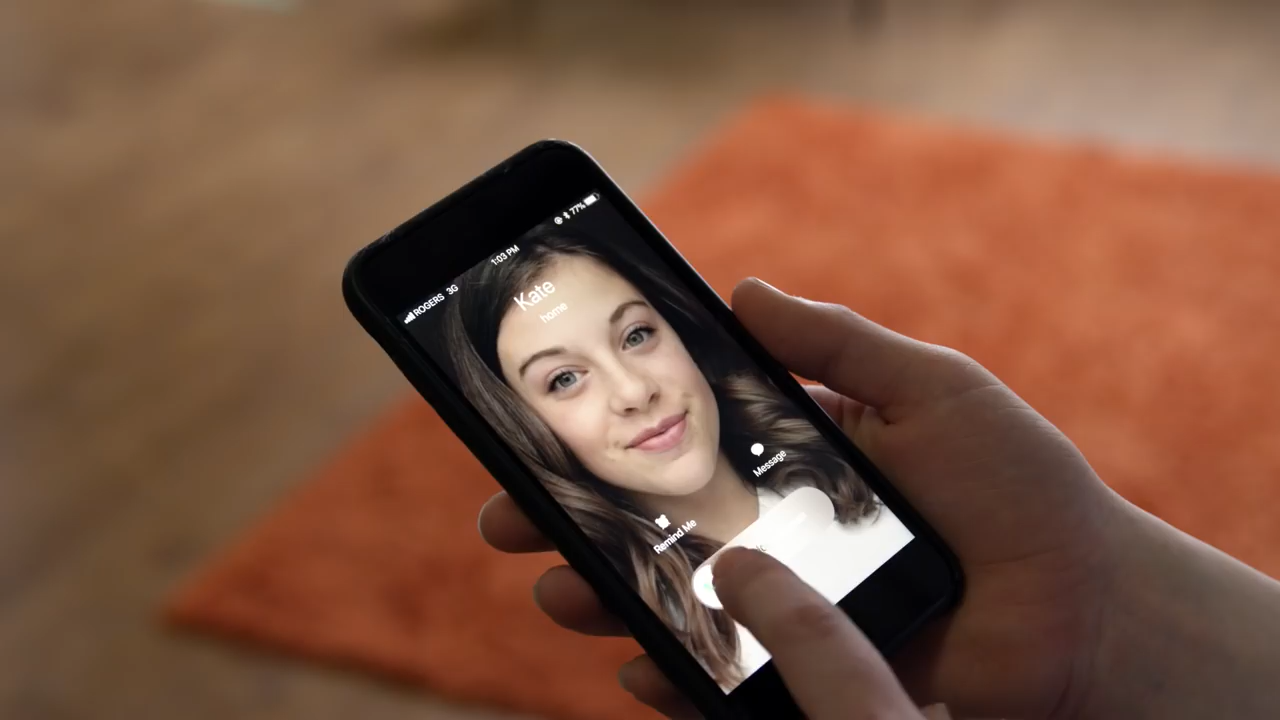 ROGERS 3G 1:03 PM 77%
Kate
home
Message
Remind Me